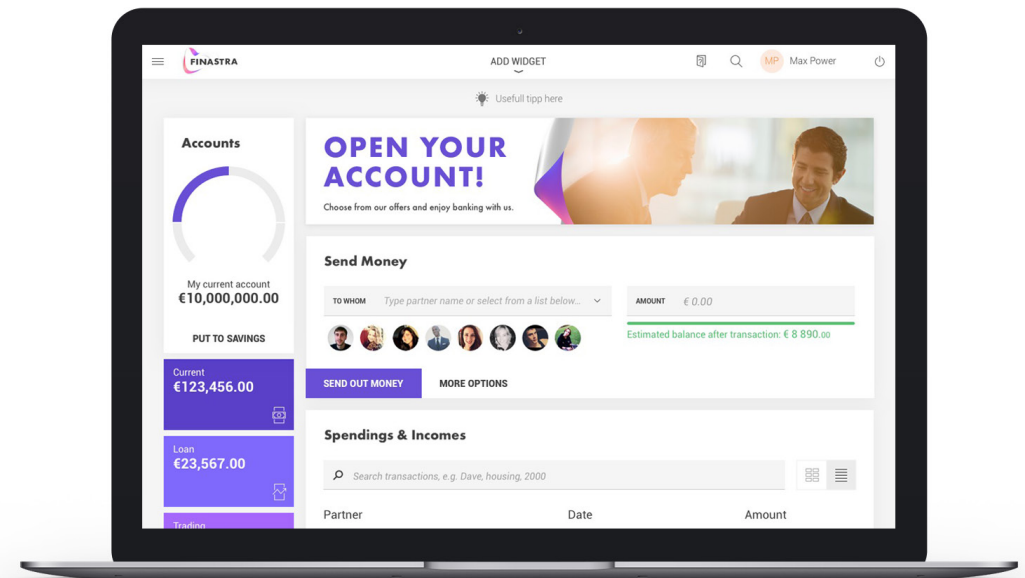 FINASTRA
ADD WIDGET
MP Max Power
Usefull tipp here
Accounts
My current account
€10,000,000.00
PUT TO SAVINGS
Current
€123,456.00
Loan
€23,567.00
Trading
OPEN YOUR
ACCOUNT!
Choose from our offers and enjoy banking with us.
Send Money
TO WHOM Type partner name or select from a list below...
AMOUNT € 0.00
Estimated balance after transaction: € 8 890.00
SEND OUT MONEY MORE OPTIONS
Spendings & Incomes
Search transactions, e.g. Dave, housing, 2000
Partner Date Amount